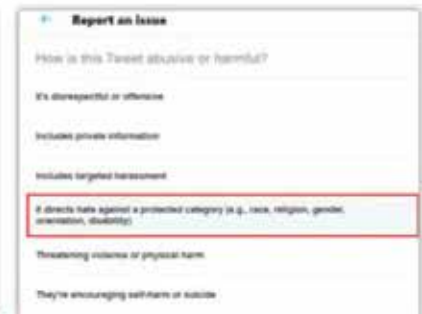 Report an issue
How is this Tweet abusive or harmful?
It's disrespectful or offensive
Includes private information
Includes targeted harassment
It directs hate against a protected category (e.g., race, religion, gender,
orientation, disability)
Threatening violence or physical harm
They're encouraging self-harm or suicide